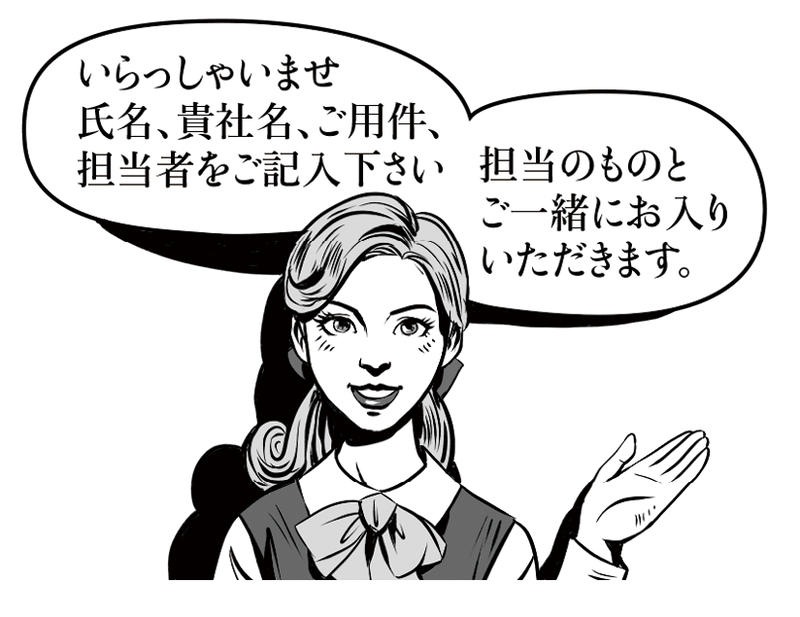 いらっしゃいませ
氏名、貴社名、ご用件、
担当者をご記入下さい
担当のものと
ご一緒にお入り
いただきます。